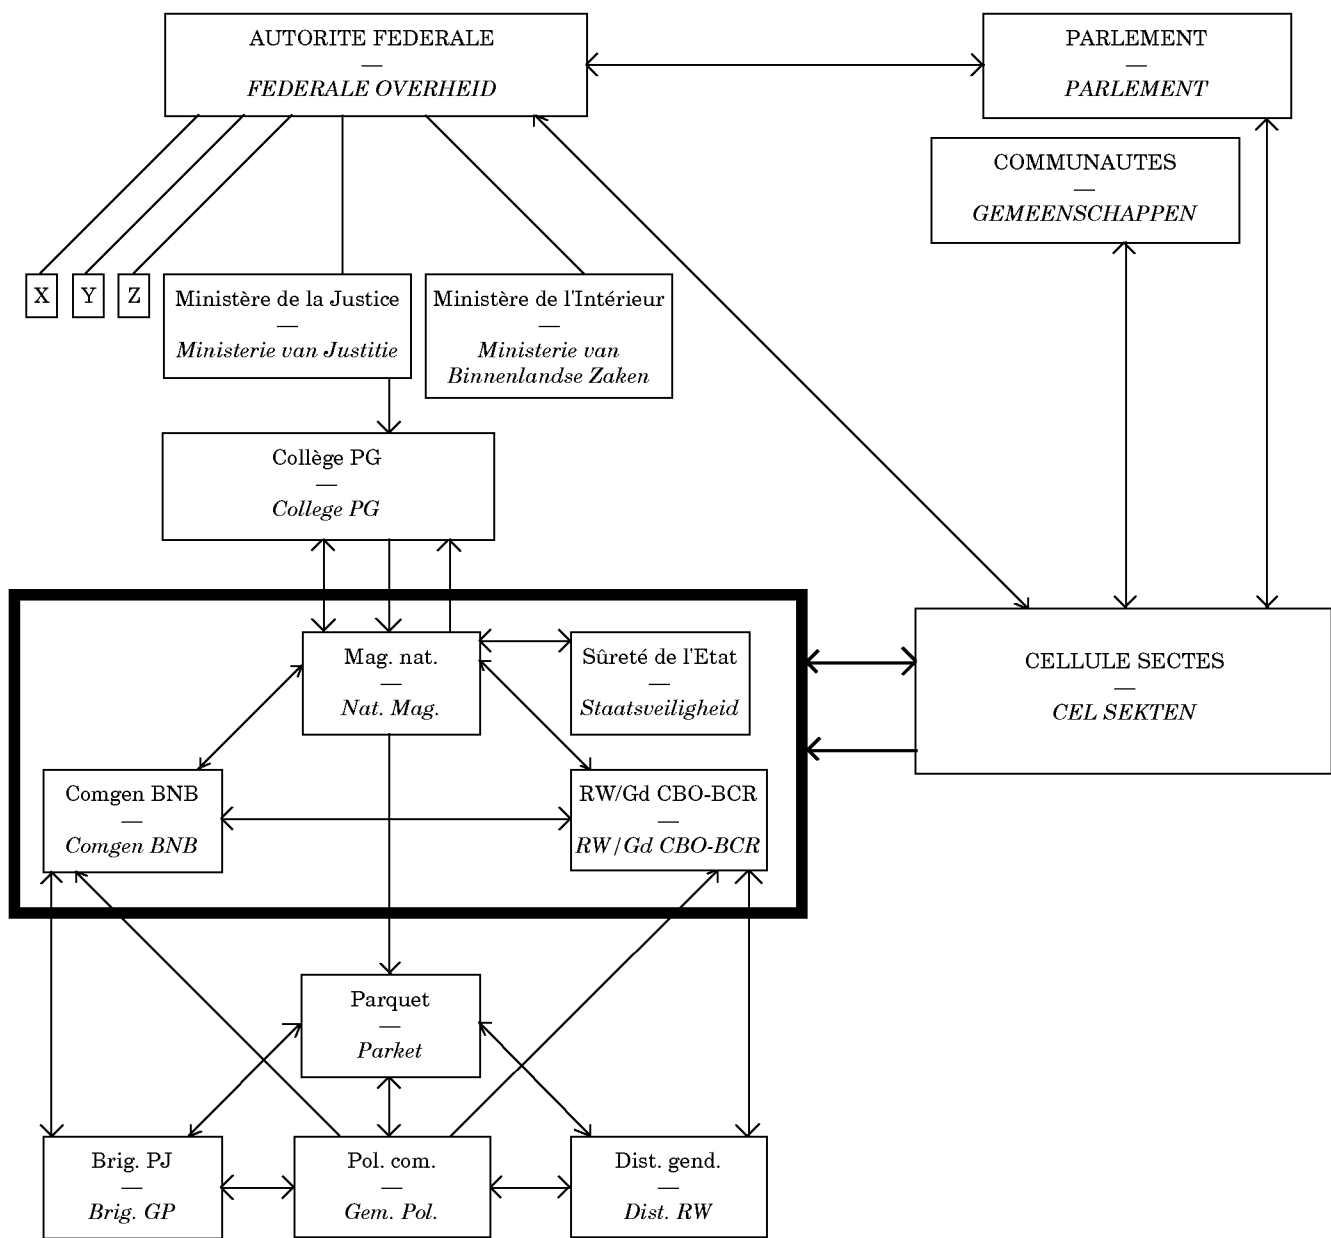 AUTORITE FEDERALE
—
FEDERALE OVERHEID
PARLEMENT
—
PARLEMENT
COMMUNAUTES
—
GEMEENSCHAPPEN
X
Y
Z
Ministère de la Justice
—
Ministerie van Justitie
Ministère de l'Intérieur
—
Ministerie van
Binnenlandse Zaken
Collège PG
—
College PG
Mag. nat.
—
Nat. Mag.
Sûreté de l'Etat
—
Staatsveiligheid
CELLULE SECTES
—
CEL SEKTEN
Comgen BNB
—
Comgen BNB
RW/Gd CBO-BCR
—
RW/Gd CBO-BCR
Parquet
—
Parket
Brig. PJ
—
Brig. GP
Pol. com.
—
Gem. Pol.
Dist. gend.
—
Dist. RW